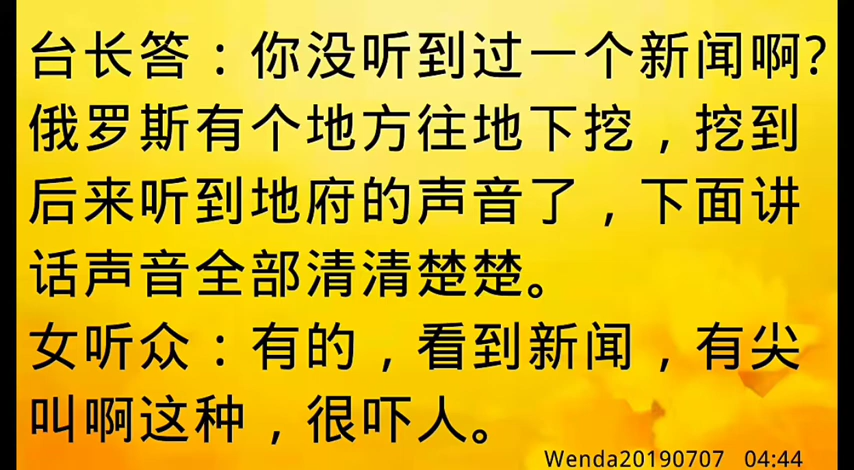 台长答：你没听到过一个新闻啊?
俄罗斯有个地方往地下挖，挖到
后来听到地府的声音了，下面讲
话声音全部清清楚楚。
女听众：有的，看到新闻，有尖
叫啊这种，很吓人。
Wenda20190707 04:44